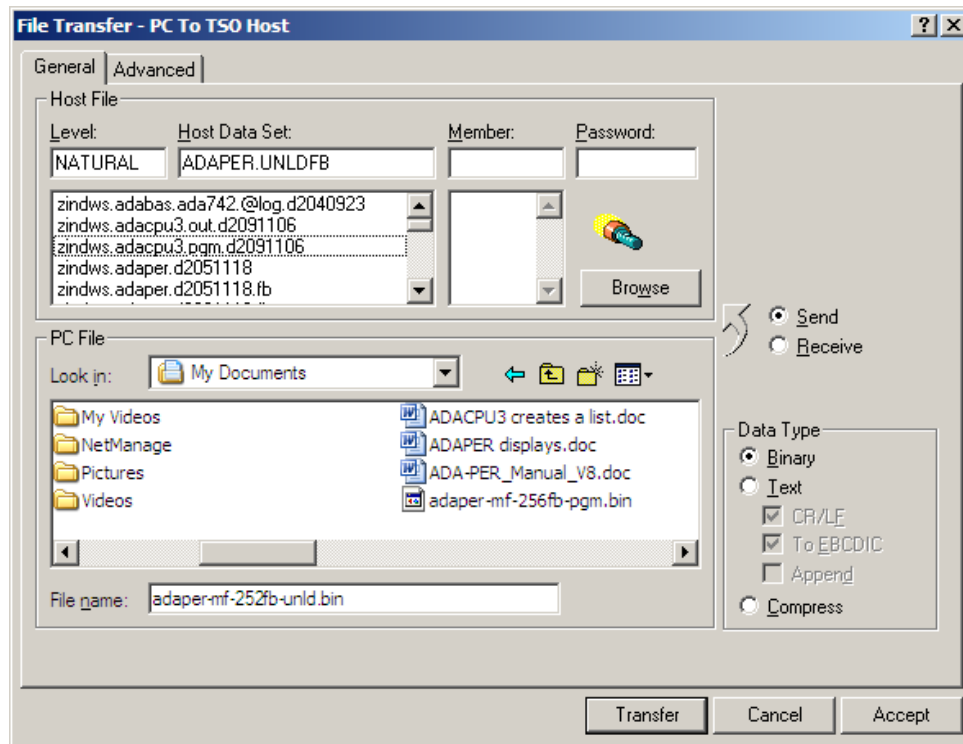 File Transfer - PC To TSO Host
General Advanced
Host File
Level: Host Data Set: Member: Password:
NATURAL ADAPER.UNLDFB
zindws.adabas.ada742.@log.d2040923
zindws.adacpu3.out.d2091106
zindws.adacpu3.pgm.d2091106
zindws.adaper.d2051118
zindws.adaper.d2051118.fb
Browse
Send
Receive
PC File
Look in: My Documents
My Videos ADACPU3 creates a list.doc
NetManage ADAPER displays.doc
Pictures ADA-PER_Manual_V8.doc
Videos adaper-mf-256fb-pgm.bin
File name: adaper-mf-252fb-unld.bin
Data Type
Binary
Text
CR/LF
To EBCDIC
Append
Compress
Transfer Cancel Accept